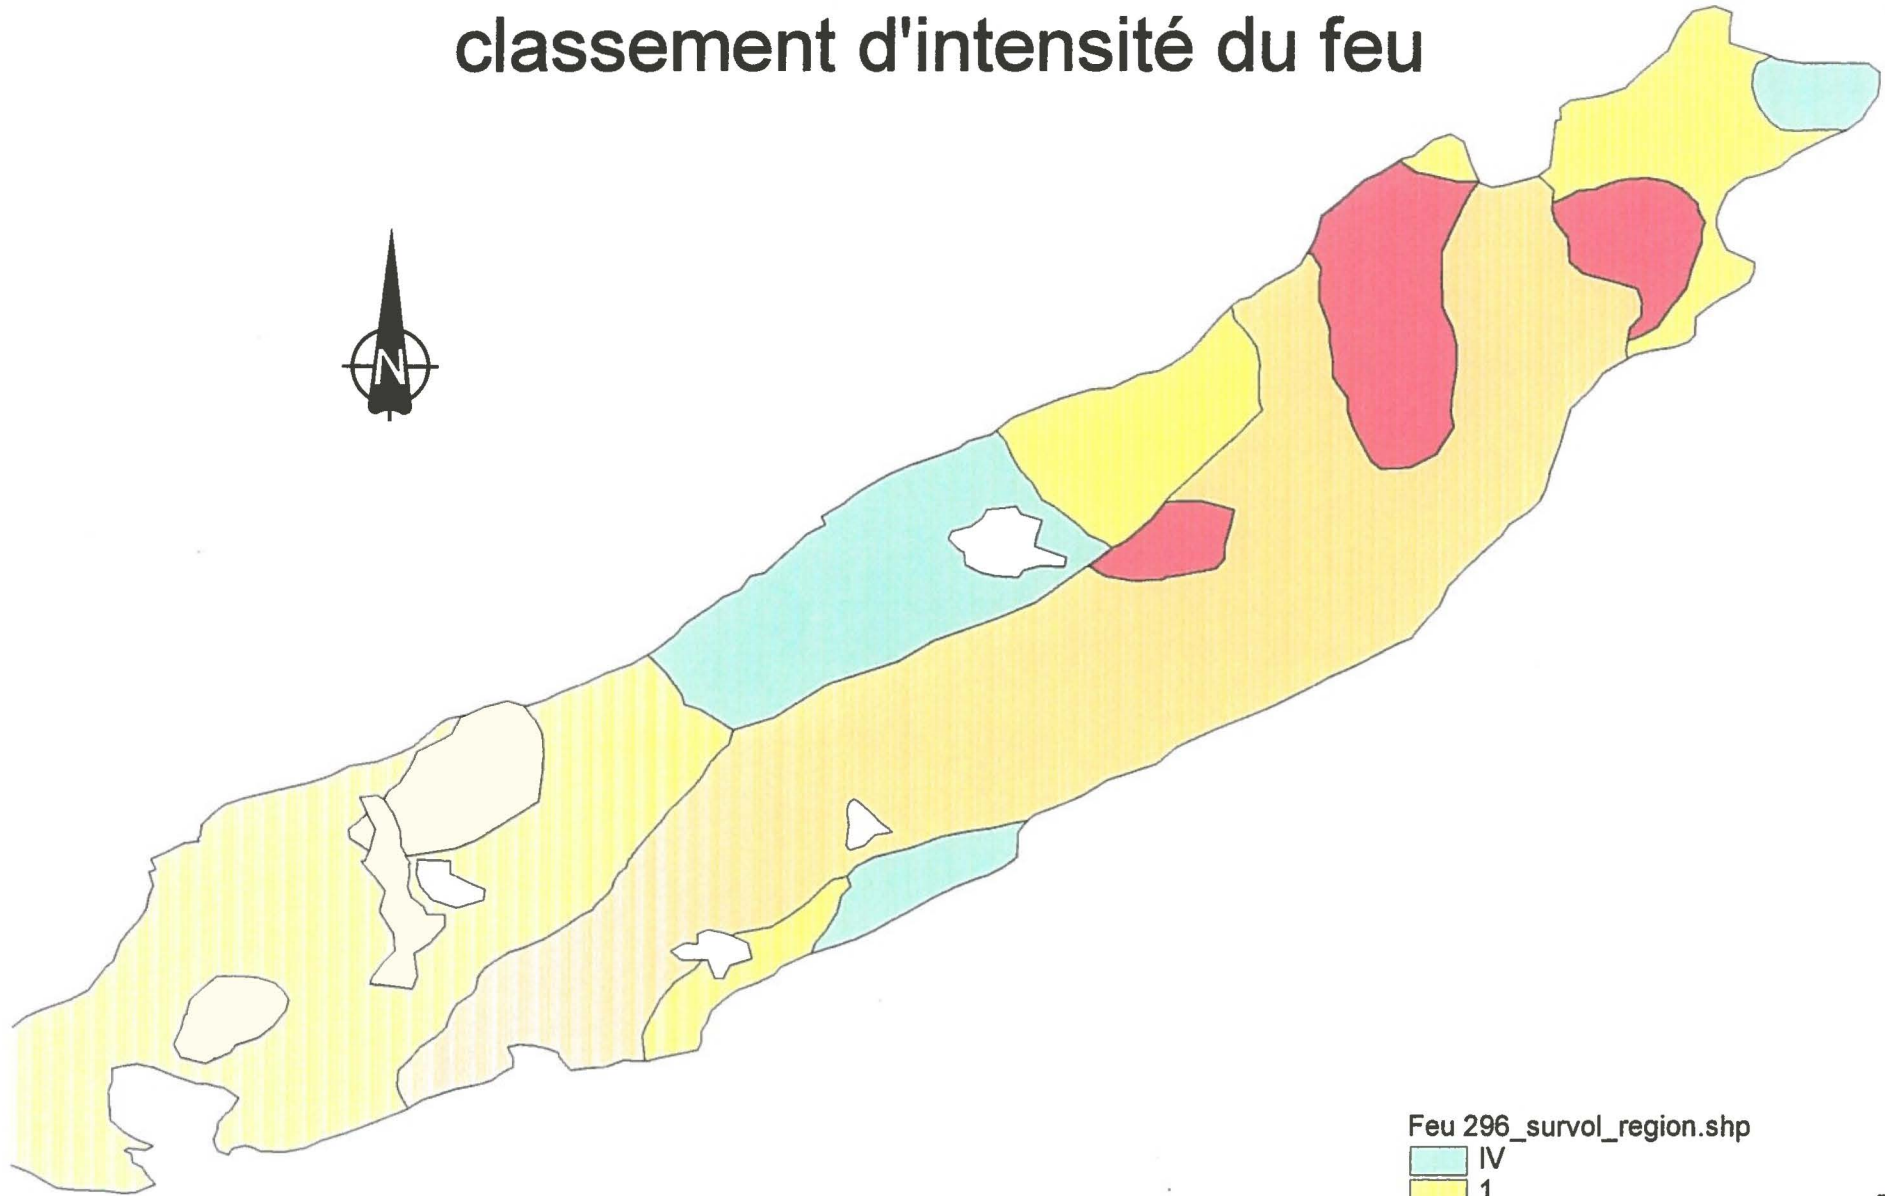 classement d'intensité du feu
N
Feu 296_survol_region.shp
IV
1